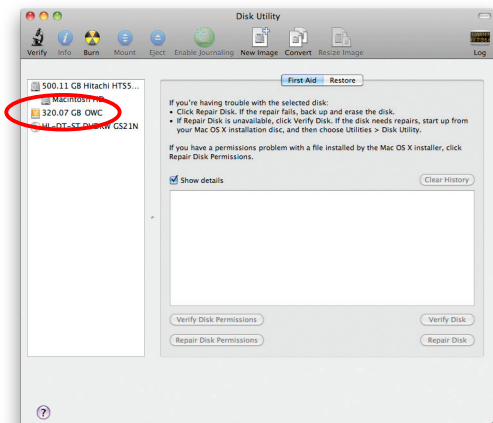 Disk Utility
Verify Info Burn Mount Eject Enable Journaling New Image Convert Resize Image Log
500.11 GB Hitachi HTS5...
Macintosh HD
320.07 GB OWC
HL-DT-ST DVDRW GS21N
First Aid Restore
If you're having trouble with the selected disk:
• Click Repair Disk. If the repair fails, back up and erase the disk.
• If Repair Disk is unavailable, click Verify Disk. If the disk needs repairs, start up from
your Mac OS X installation disc, and then choose Utilities > Disk Utility.
If you have a permissions problem with a file installed by the Mac OS X installer, click
Repair Disk Permissions.
Show details
Clear History
Verify Disk Permissions
Verify Disk
Repair Disk Permissions
Repair Disk
?